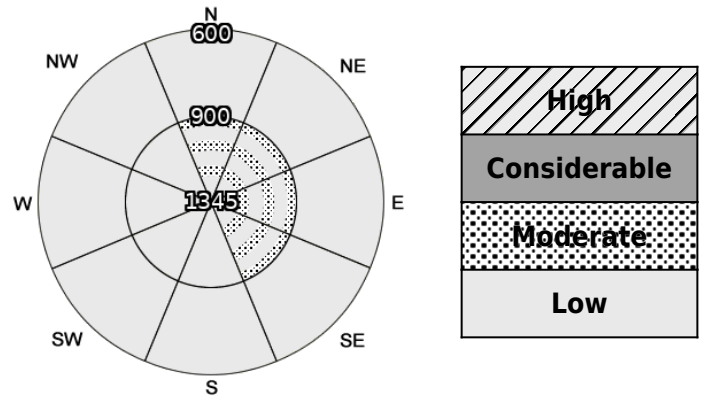 N
600
NW
NE
900
High
Considerable
W
1345
E
Moderate
Low
SW
SE
S